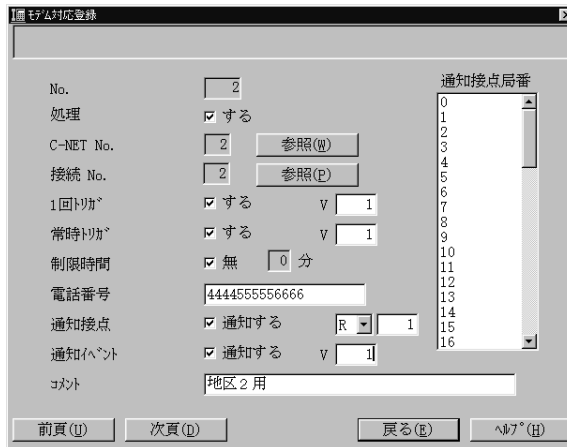 ﾓﾃﾞﾑ対応登録
通知接点局番
No. 2
処理 する
C-NET No. 2 参照(W)
接続 No. 2 参照(P)
1回ﾄﾘｶﾞ する V 1
常時ﾄﾘｶﾞ する V 1
制限時間 無 0 分
電話番号 4444555556666
通知接点 通知する R 1
通知ｲﾍﾞﾝﾄ 通知する V 1
ｺﾒﾝﾄ 地区２用
0
1
2
3
4
5
6
7
8
9
10
11
12
13
14
15
16
前頁(U) 次頁(D) 戻る(E) ﾍﾙﾌﾟ(H)